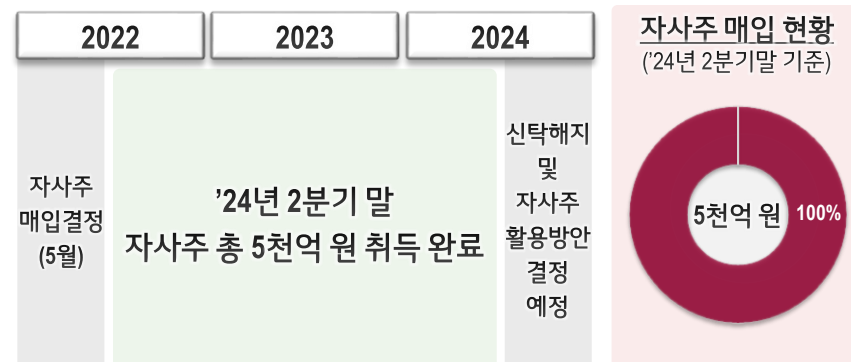 2022
2023
2024
자사주
매입결정
(5월)
’24년 2분기 말
자사주 총 5천억 원 취득 완료
신탁해지
및
자사주
활용방안
결정
예정
자사주 매입 현황
(’24년 2분기말 기준)
5천억 원
100%